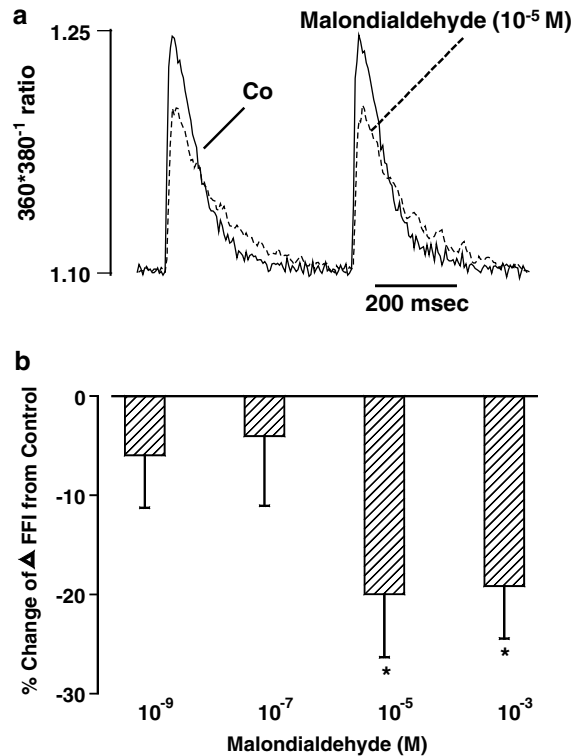 a
1.25
Malondialdehyde (10⁻⁵ M)
Co
360*380⁻¹ ratio
1.10
200 msec
b
0
-10
-20
-30
% Change of Δ FFI from Control
*
*
10⁻⁹ 10⁻⁷ 10⁻⁵ 10⁻³
Malondialdehyde (M)